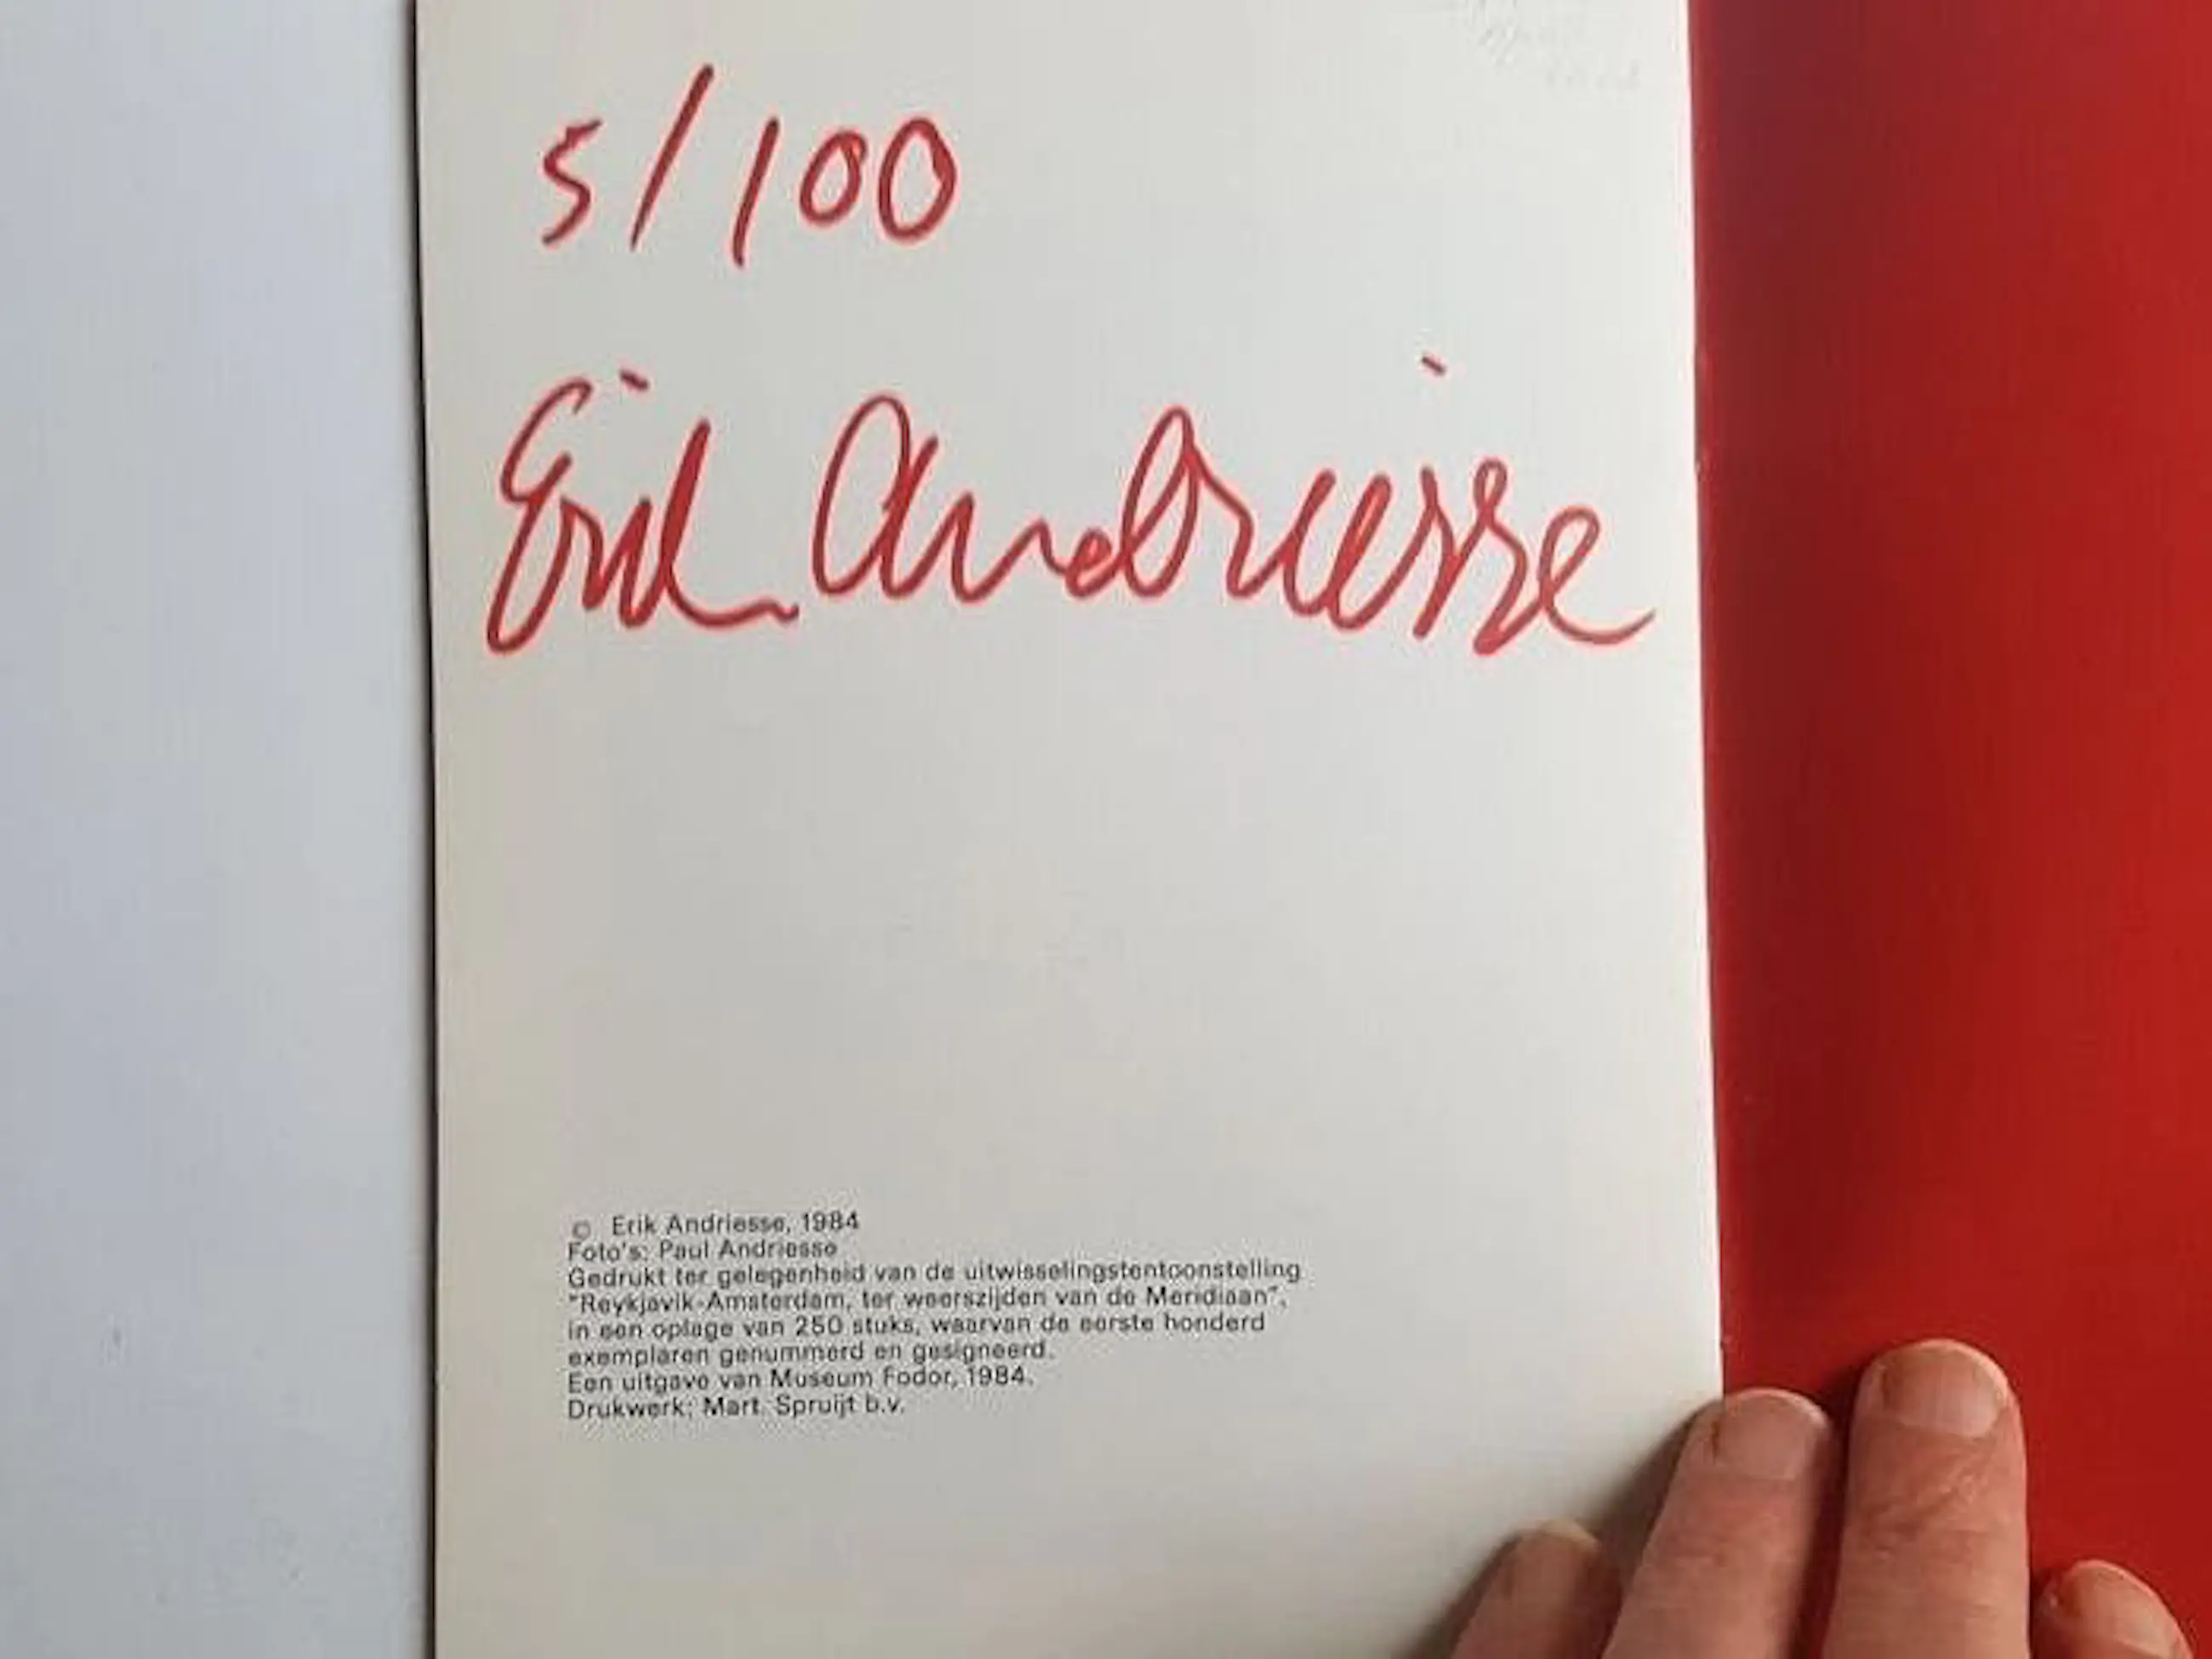 5/100
Erik Andriesse
© Erik Andriesse, 1984
Foto's: Paul Andriesse
Gedrukt ter gelegenheid van de uitwisselingstentoonstelling
"Reykjavik-Amsterdam, ter weerszijden van de Meridiaan",
in een oplage van 250 stuks, waarvan de eerste honderd
exemplaren genummerd en gesigneerd.
Een uitgave van Museum Fodor, 1984.
Drukwerk: Mart. Spruijt b.v.